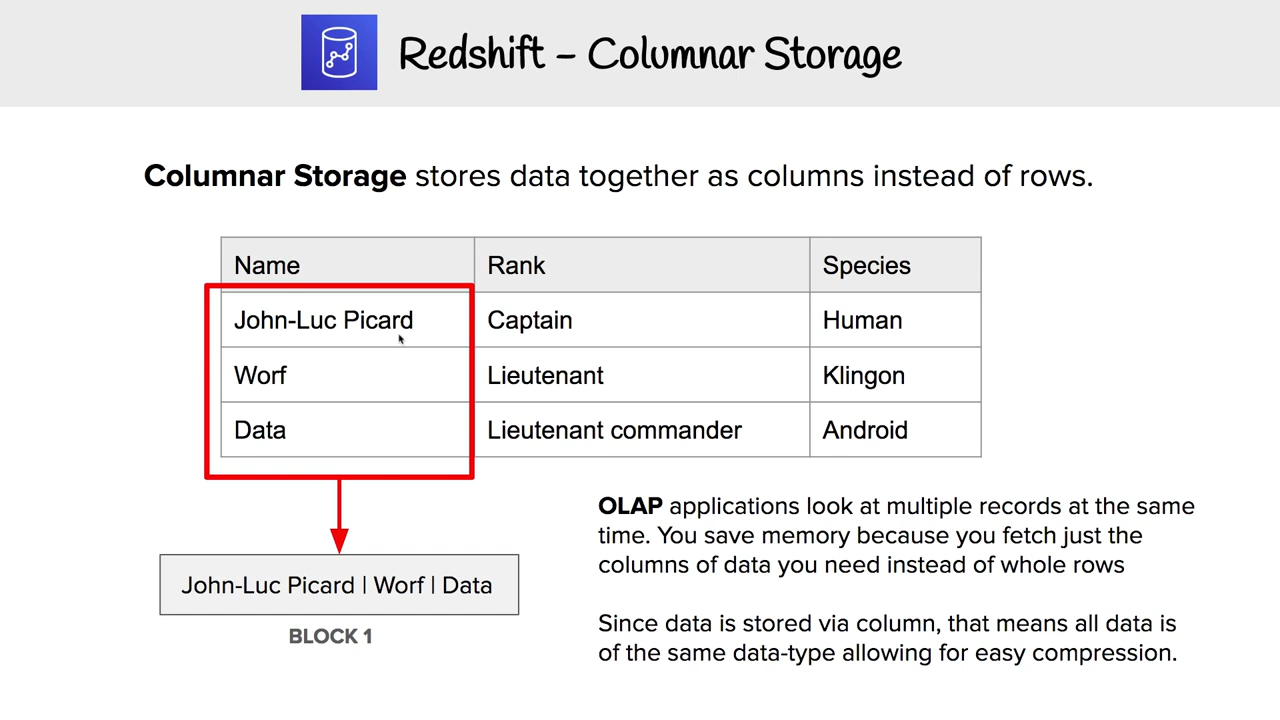 Redshift – Columnar Storage
Columnar Storage stores data together as columns instead of rows.
Name Rank Species
John-Luc Picard Captain Human
Worf Lieutenant Klingon
Data Lieutenant commander Android
John-Luc Picard | Worf | Data
BLOCK 1
OLAP applications look at multiple records at the same
time. You save memory because you fetch just the
columns of data you need instead of whole rows
Since data is stored via column, that means all data is
of the same data-type allowing for easy compression.